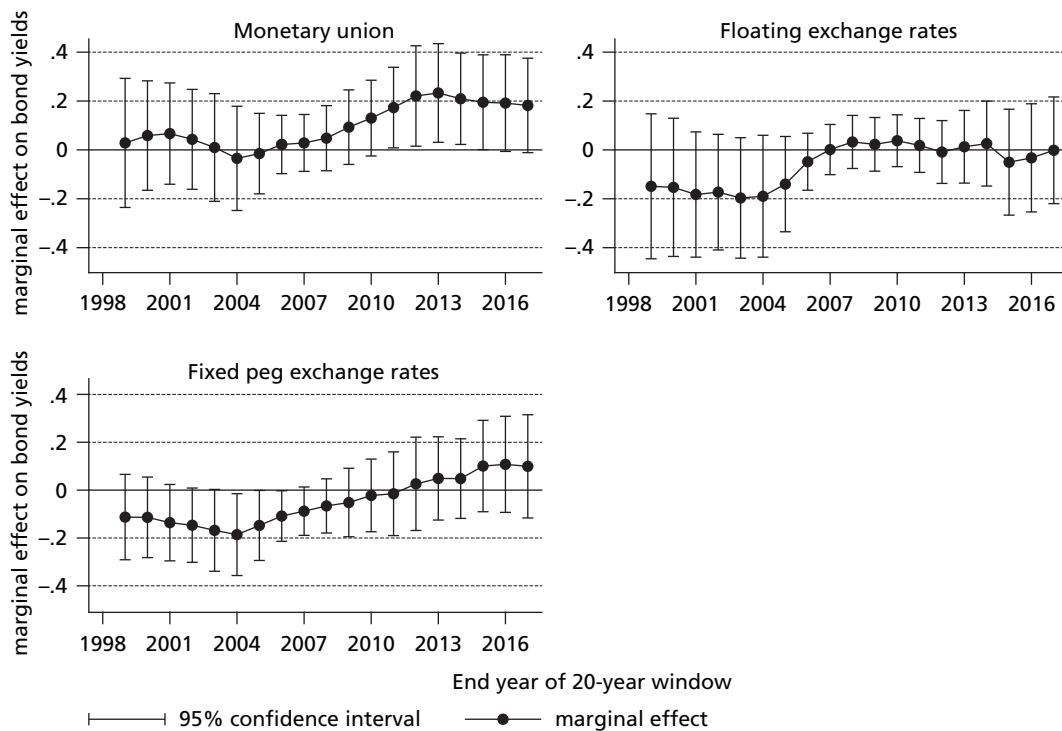 Monetary union
marginal effect on bond yields
.4
.2
0
–.2
–.4
1998 2001 2004 2007 2010 2013 2016
Floating exchange rates
.4
.2
0
–.2
–.4
1998 2001 2004 2007 2010 2013 2016
Fixed peg exchange rates
marginal effect on bond yields
.4
.2
0
–.2
–.4
1998 2001 2004 2007 2010 2013 2016
End year of 20-year window
95% confidence interval marginal effect